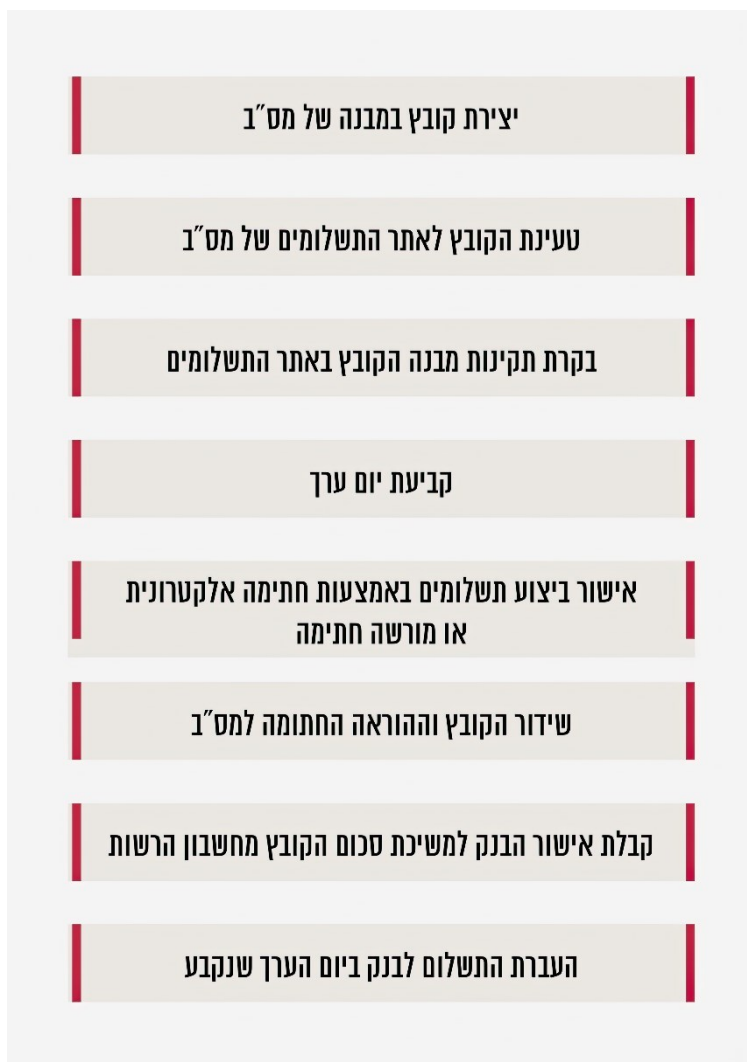 יצירת קובץ במבנה של מס״ב
טעינת הקובץ לאתר התשלומים של מס״ב
בקרת תקינות מבנה הקובץ באתר התשלומים
קביעת יום ערך
אישור ביצוע תשלומים באמצעות חתימה אלקטרונית
או מורשה חתימה
שידור הקובץ וההוראה החתומה למס״ב
קבלת אישור הבנק למשיכת סכום הקובץ מחשבון הרשות
העברת התשלום לבנק ביום הערך שנקבע